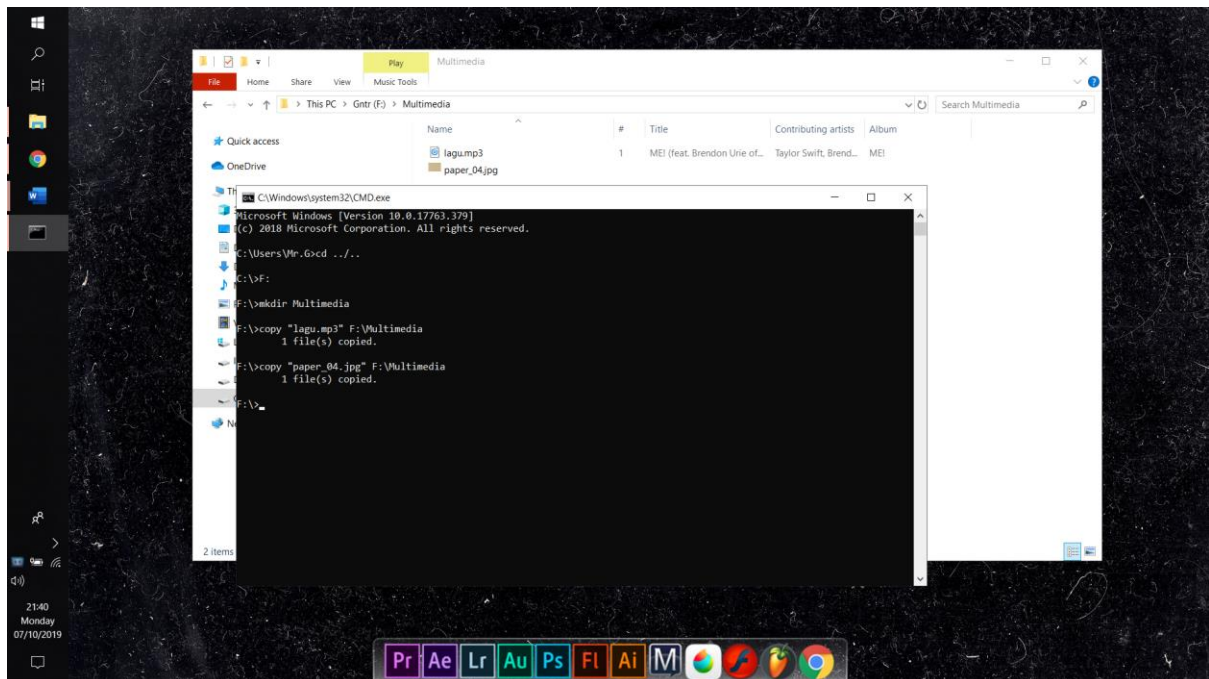 Play
Multimedia
File Home Share View Music Tools
This PC > Gntr (F:) > Multimedia
Search Multimedia
Name # Title Contributing artists Album
Quick access
lagu.mp3 1 ME! (feat. Brendon Urie of... Taylor Swift, Brend... ME!
OneDrive
paper_04.jpg
C:\Windows\system32\CMD.exe
Microsoft Windows [Version 10.0.17763.379]
(c) 2018 Microsoft Corporation. All rights reserved.
C:\Users\Mr.G>cd ../..
C:\>F:
F:\>mkdir Multimedia
F:\>copy "lagu.mp3" F:\Multimedia
1 file(s) copied.
F:\>copy "paper_04.jpg" F:\Multimedia
1 file(s) copied.
F:\>_
2 items
21:40
Monday
07/10/2019
Pr Ae Lr Au Ps Fl Ai M